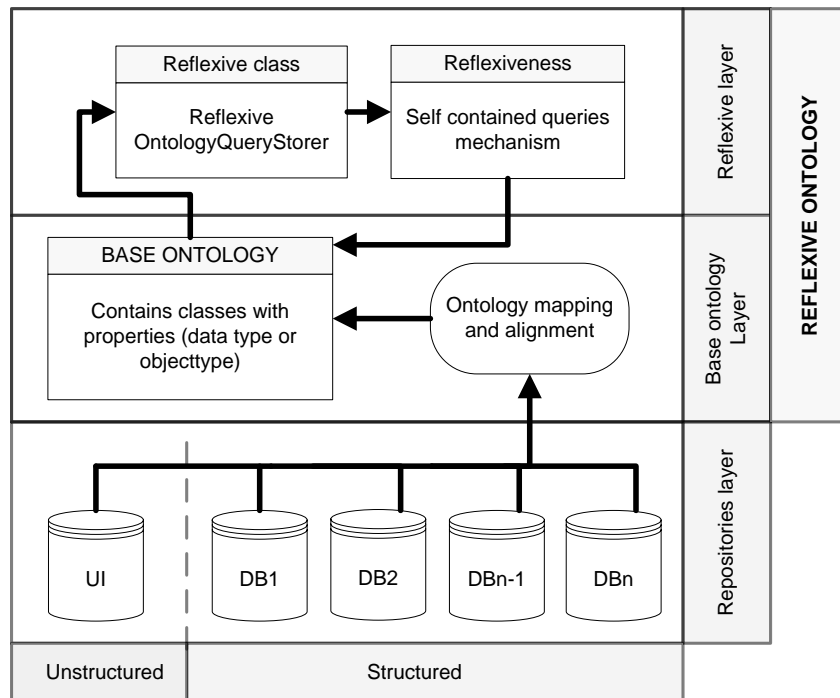 Reflexive class
Reflexive
OntologyQueryStorer
Reflexiveness
Self contained queries
mechanism
Reflexive layer
REFLEXIVE ONTOLOGY
BASE ONTOLOGY
Contains classes with
properties (data type or
objecttype)
Ontology mapping
and alignment
Base ontology
Layer
UI
DB1
DB2
DBn-1
DBn
Repositories layer
Unstructured
Structured